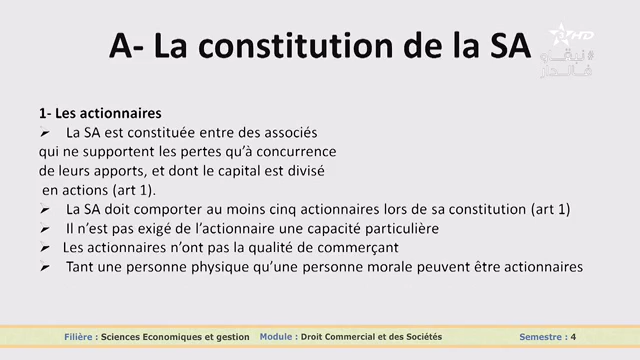 A- La constitution de la SA
HD
#نبقاو
فالدار
1- Les actionnaires
➢ La SA est constituée entre des associés
qui ne supportent les pertes qu’à concurrence
de leurs apports, et dont le capital est divisé
en actions (art 1).
➢ La SA doit comporter au moins cinq actionnaires lors de sa constitution (art 1)
➢ Il n’est pas exigé de l’actionnaire une capacité particulière
➢ Les actionnaires n’ont pas la qualité de commerçant
➢ Tant une personne physique qu’une personne morale peuvent être actionnaires
Filière : Sciences Economiques et gestion Module : Droit Commercial et des Sociétés Semestre : 4